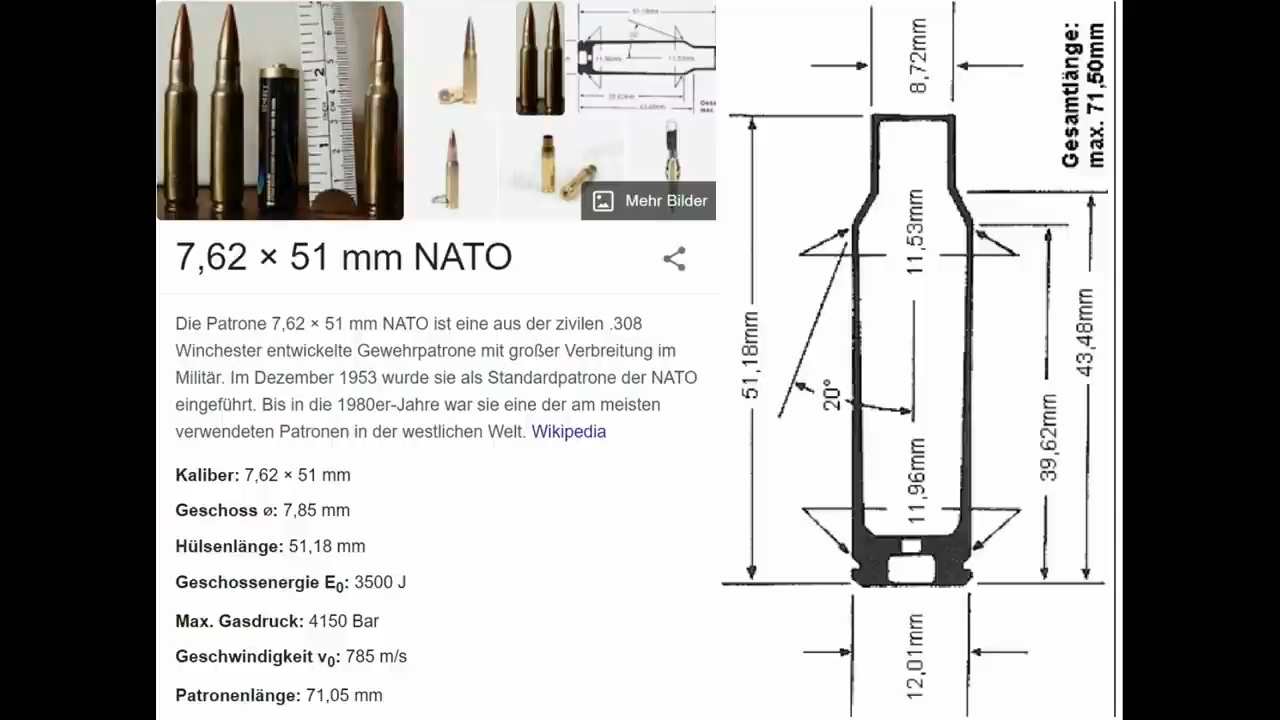 Mehr Bilder
7,62 × 51 mm NATO
Die Patrone 7,62 × 51 mm NATO ist eine aus der zivilen .308
Winchester entwickelte Gewehrpatrone mit großer Verbreitung im
Militär. Im Dezember 1953 wurde sie als Standardpatrone der NATO
eingeführt. Bis in die 1980er-Jahre war sie eine der am meisten
verwendeten Patronen in der westlichen Welt. Wikipedia
Kaliber: 7,62 × 51 mm
Geschoss ⌀: 7,85 mm
Hülsenlänge: 51,18 mm
Geschossenergie E0: 3500 J
Max. Gasdruck: 4150 Bar
Geschwindigkeit v0: 785 m/s
Patronenlänge: 71,05 mm
8,72mm
Gesamtlänge:
max. 71,50mm
11,53mm
51,18mm
43,48mm
20°
39,62mm
11,96mm
12,01mm